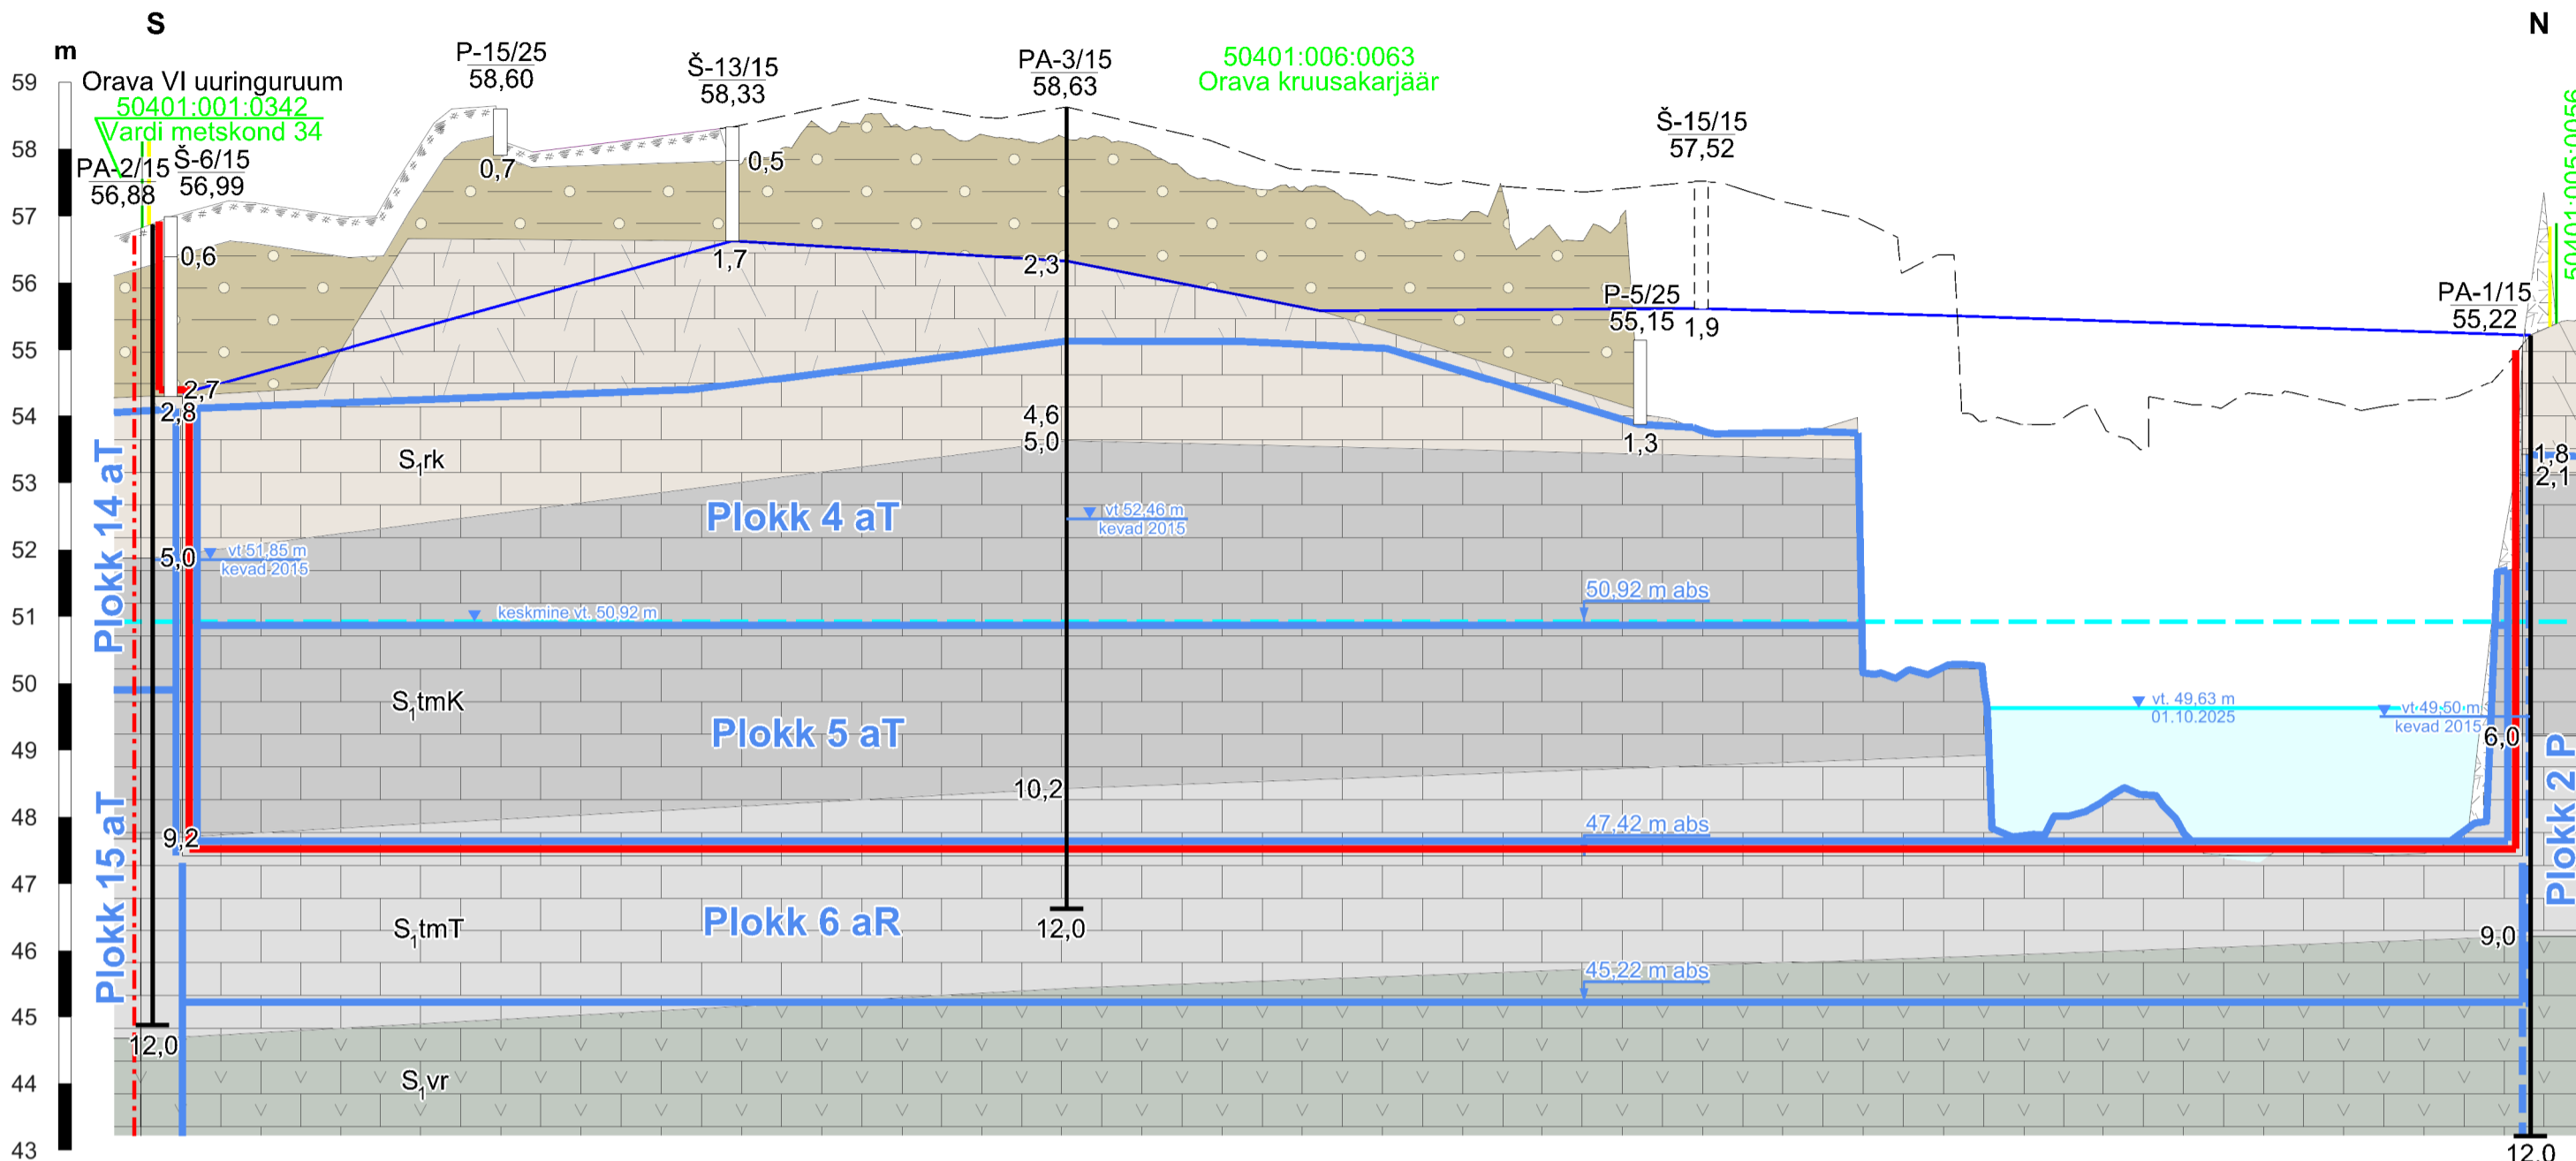 S
N
m
59
58
57
56
55
54
53
52
51
50
49
48
47
46
45
44
43
Orava VI uuringuruum
50401:001:0342
Vardi metskond 34
PA-2/15
56,88
Š-6/15
56,99
P-15/25
58,60
Š-13/15
58,33
PA-3/15
58,63
50401:006:0063
Orava kruusakarjäär
Š-15/15
57,52
P-5/25
55,15
1,9
PA-1/15
55,22
50401:005:0056
0,6
0,7
0,5
1,7
2,3
2,7
2,8
4,6
5,0
1,3
1,8
2,1
S₁rk
Plokk 4 aT
vt 52,46 m
kevad 2015
5,0
vt 51,85 m
kevad 2015
Plokk 14 aT
keskmine vt. 50,92 m
50,92 m abs
S₁tmK
Plokk 5 aT
vt. 49,63 m
01.10.2025
vt 49,50 m
kevad 2015
6,0
10,2
9,2
47,42 m abs
Plokk 15 aT
Plokk 2 P
S₁tmT
Plokk 6 aR
12,0
9,0
45,22 m abs
12,0
S₁vr
12,0